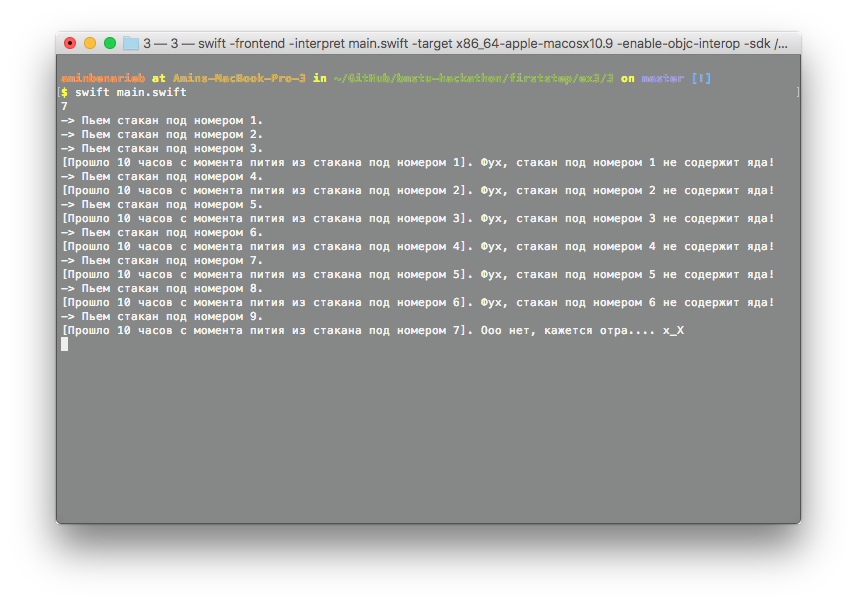 3 — 3 — swift -frontend -interpret main.swift -target x86_64-apple-macosx10.9 -enable-objc-interop -sdk /...
aminbenarieb at Amins-MacBook-Pro-3 in ~/GitHub/bmstu-hackathon/firststep/ex3/3 on master [!]
[$ swift main.swift ]
7
—> Пьем стакан под номером 1.
—> Пьем стакан под номером 2.
—> Пьем стакан под номером 3.
[Прошло 10 часов с момента пития из стакана под номером 1]. Фух, стакан под номером 1 не содержит яда!
—> Пьем стакан под номером 4.
[Прошло 10 часов с момента пития из стакана под номером 2]. Фух, стакан под номером 2 не содержит яда!
—> Пьем стакан под номером 5.
[Прошло 10 часов с момента пития из стакана под номером 3]. Фух, стакан под номером 3 не содержит яда!
—> Пьем стакан под номером 6.
[Прошло 10 часов с момента пития из стакана под номером 4]. Фух, стакан под номером 4 не содержит яда!
—> Пьем стакан под номером 7.
[Прошло 10 часов с момента пития из стакана под номером 5]. Фух, стакан под номером 5 не содержит яда!
—> Пьем стакан под номером 8.
[Прошло 10 часов с момента пития из стакана под номером 6]. Фух, стакан под номером 6 не содержит яда!
—> Пьем стакан под номером 9.
[Прошло 10 часов с момента пития из стакана под номером 7]. Ооо нет, кажется отра.... x_X